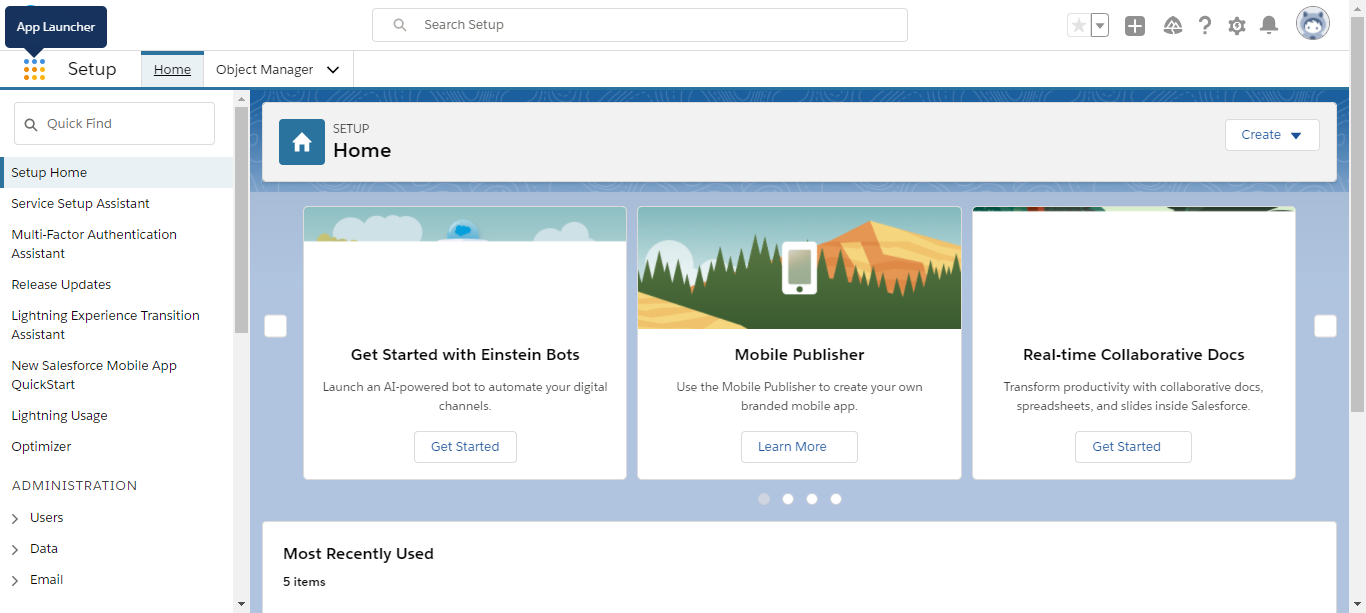 App Launcher
Search Setup
Setup
Home
Object Manager
Quick Find
Setup Home
Service Setup Assistant
Multi-Factor Authentication
Assistant
Release Updates
Lightning Experience Transition
Assistant
New Salesforce Mobile App
QuickStart
Lightning Usage
Optimizer
ADMINISTRATION
Users
Data
Email
SETUP
Home
Create
Get Started with Einstein Bots
Launch an AI-powered bot to automate your digital
channels.
Get Started
Mobile Publisher
Use the Mobile Publisher to create your own
branded mobile app.
Learn More
Real-time Collaborative Docs
Transform productivity with collaborative docs,
spreadsheets, and slides inside Salesforce.
Get Started
Most Recently Used
5 items